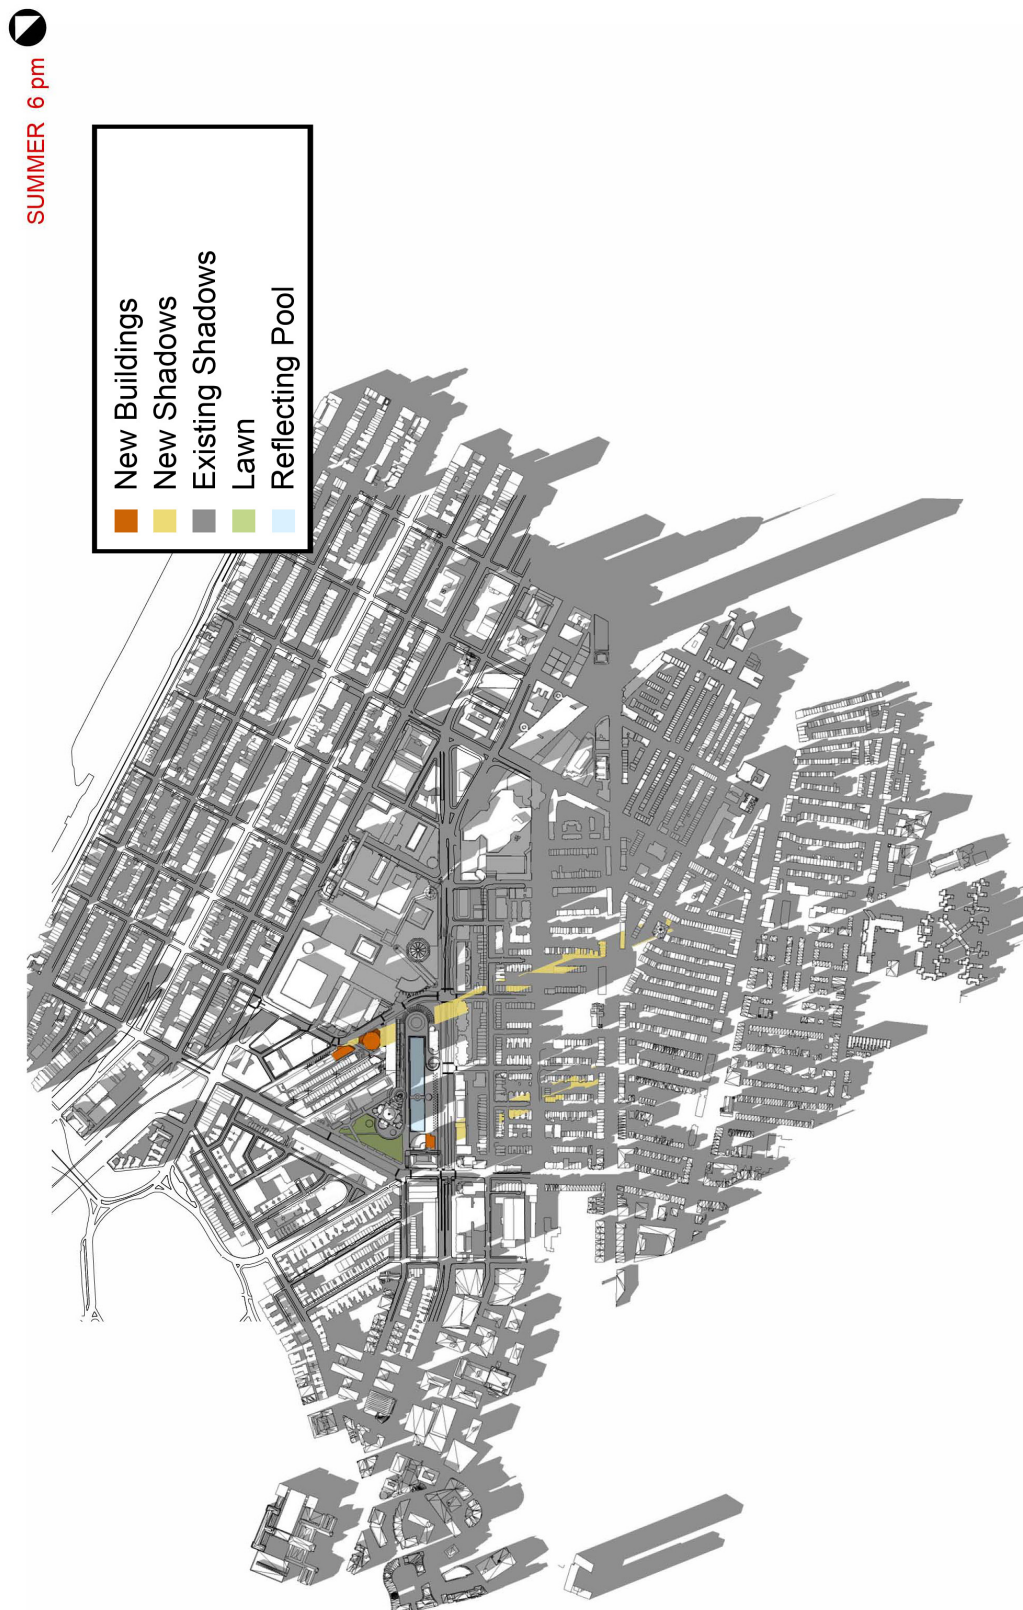 SUMMER 6 pm
New Buildings
New Shadows
Existing Shadows
Lawn
Reflecting Pool